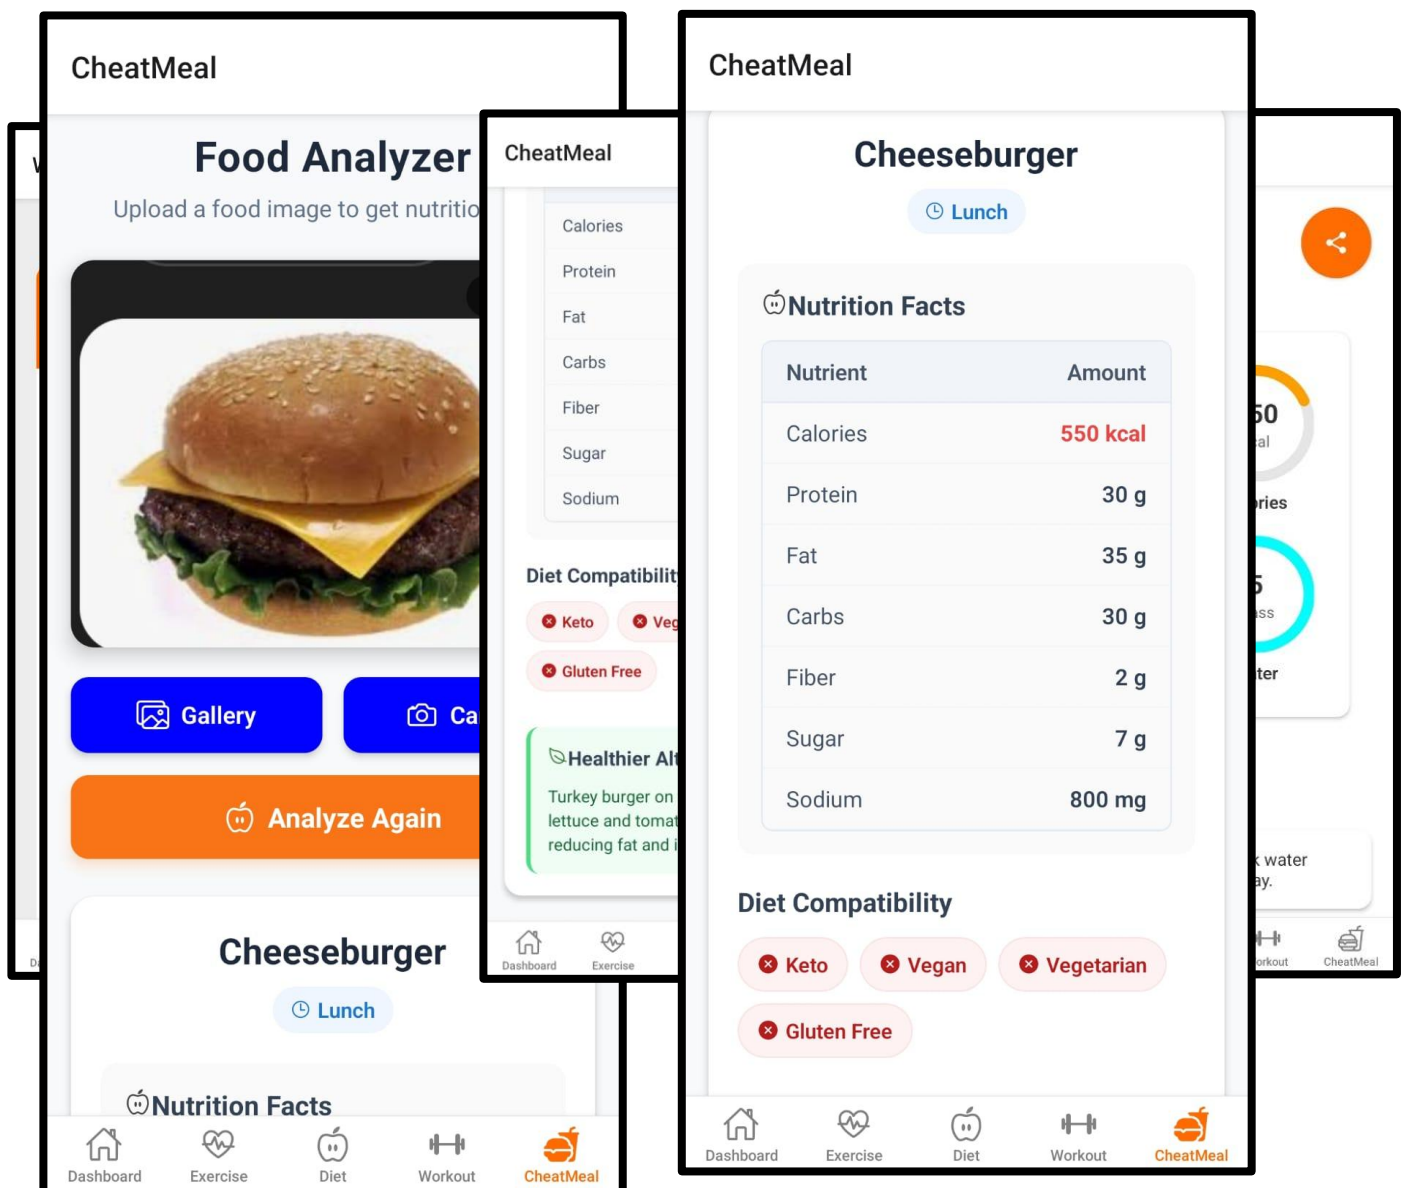 CheatMeal
Food Analyzer
Upload a food image to get nutritio
Gallery
Ca
Analyze Again
Cheeseburger
Lunch
Nutrition Facts
Dashboard
Exercise
Diet
Workout
CheatMeal
CheatMeal
Calories
Protein
Fat
Carbs
Fiber
Sugar
Sodium
Diet Compatibilit
Keto
Veg
Gluten Free
Healthier Alt
Turkey burger on
lettuce and tomat
reducing fat and i
Dashboard
Exercise
CheatMeal
Cheeseburger
Lunch
Nutrition Facts
Nutrient Amount
Calories 550 kcal
Protein 30 g
Fat 35 g
Carbs 30 g
Fiber 2 g
Sugar 7 g
Sodium 800 mg
Diet Compatibility
Keto
Vegan
Vegetarian
Gluten Free
Dashboard
Exercise
Diet
Workout
CheatMeal
50
al
ries
ss
ter
water
ay.
orkout
CheatMeal